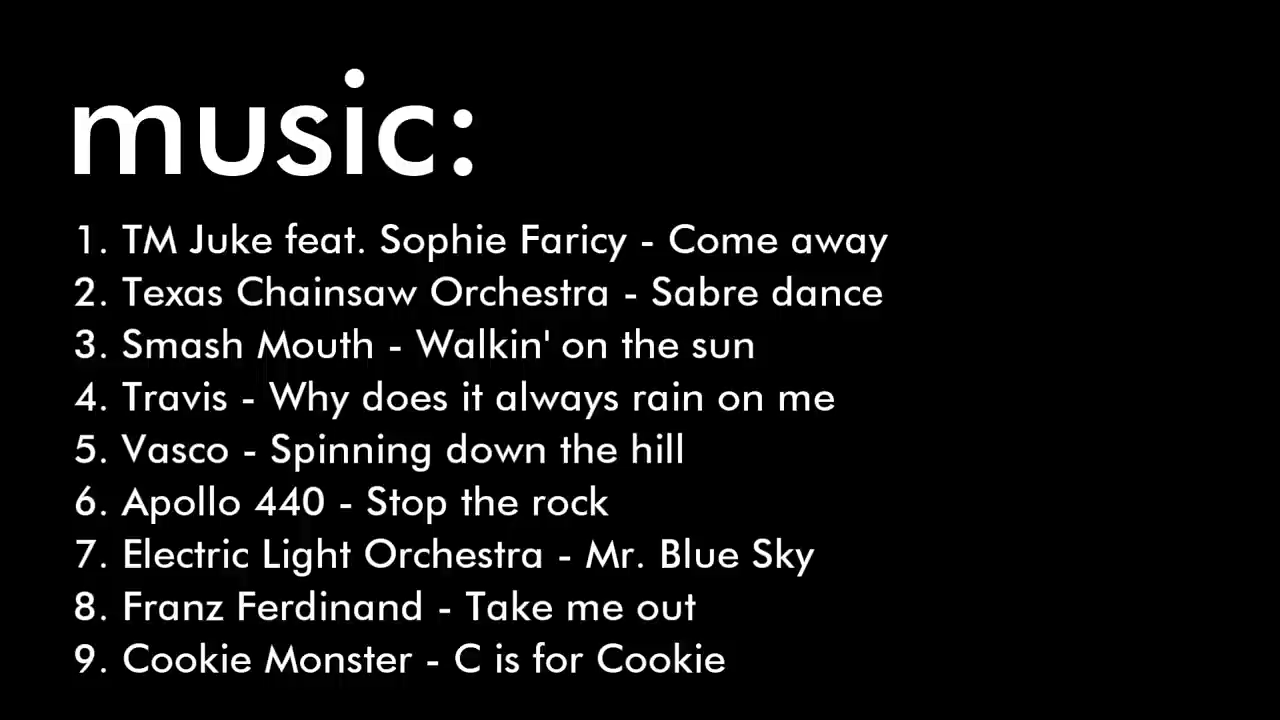 music:
1. TM Juke feat. Sophie Faricy - Come away
2. Texas Chainsaw Orchestra - Sabre dance
3. Smash Mouth - Walkin' on the sun
4. Travis - Why does it always rain on me
5. Vasco - Spinning down the hill
6. Apollo 440 - Stop the rock
7. Electric Light Orchestra - Mr. Blue Sky
8. Franz Ferdinand - Take me out
9. Cookie Monster - C is for Cookie